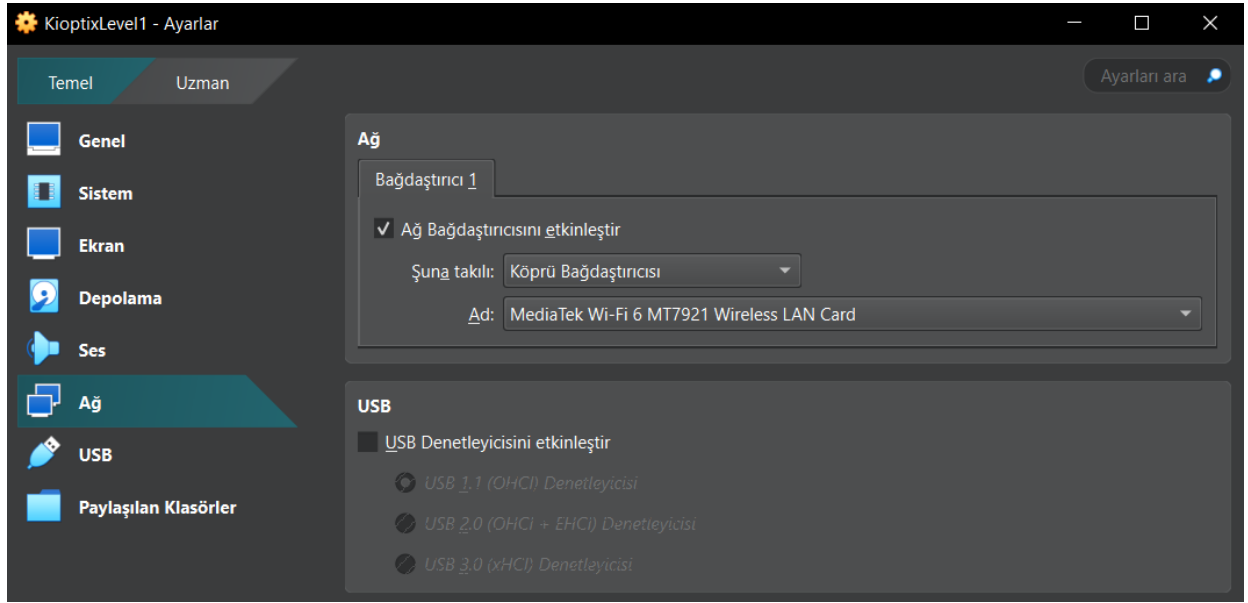 KioptixLevel1 - Ayarlar
Temel
Uzman
Ayarları ara
Genel
Sistem
Ekran
Depolama
Ses
Ağ
USB
Paylaşılan Klasörler
Ağ
Bağdaştırıcı 1
Ağ Bağdaştırıcısını etkinleştir
Şuna takılı: Köprü Bağdaştırıcısı
Ad: MediaTek Wi-Fi 6 MT7921 Wireless LAN Card
USB
USB Denetleyicisini etkinleştir
USB 1.1 (OHCI) Denetleyicisi
USB 2.0 (OHCI + EHCI) Denetleyicisi
USB 3.0 (xHCI) Denetleyicisi